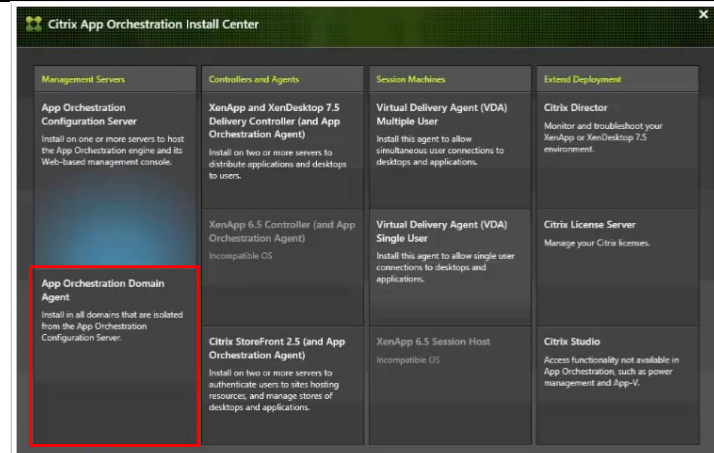 Citrix App Orchestration Install Center
Management Servers
App Orchestration
Configuration Server
Install on one or more servers to host
the App Orchestration engine and its
Web-based management console.
App Orchestration Domain
Agent
Install in all domains that are isolated
from the App Orchestration
Configuration Server.
Controllers and Agents
XenApp and XenDesktop 7.5
Delivery Controller (and App
Orchestration Agent)
Install on two or more servers to
distribute applications and desktops
to users.
XenApp 6.5 Controller (and App
Orchestration Agent)
Incompatible OS
Citrix StoreFront 2.5 (and App
Orchestration Agent)
Install on two or more servers to
authenticate users to sites hosting
resources, and manage stores of
desktops and applications.
Session Machines
Virtual Delivery Agent (VDA)
Multiple User
Install this agent to allow
simultaneous user connections to
desktops and applications.
Virtual Delivery Agent (VDA)
Single User
Install this agent to allow single user
connections to desktops and
applications.
XenApp 6.5 Session Host
Incompatible OS
Extend Deployment
Citrix Director
Monitor and troubleshoot your
XenApp or XenDesktop 7.5
environment.
Citrix License Server
Manage your Citrix licenses.
Citrix Studio
Access functionality not available in
App Orchestration, such as power
management and App-V.